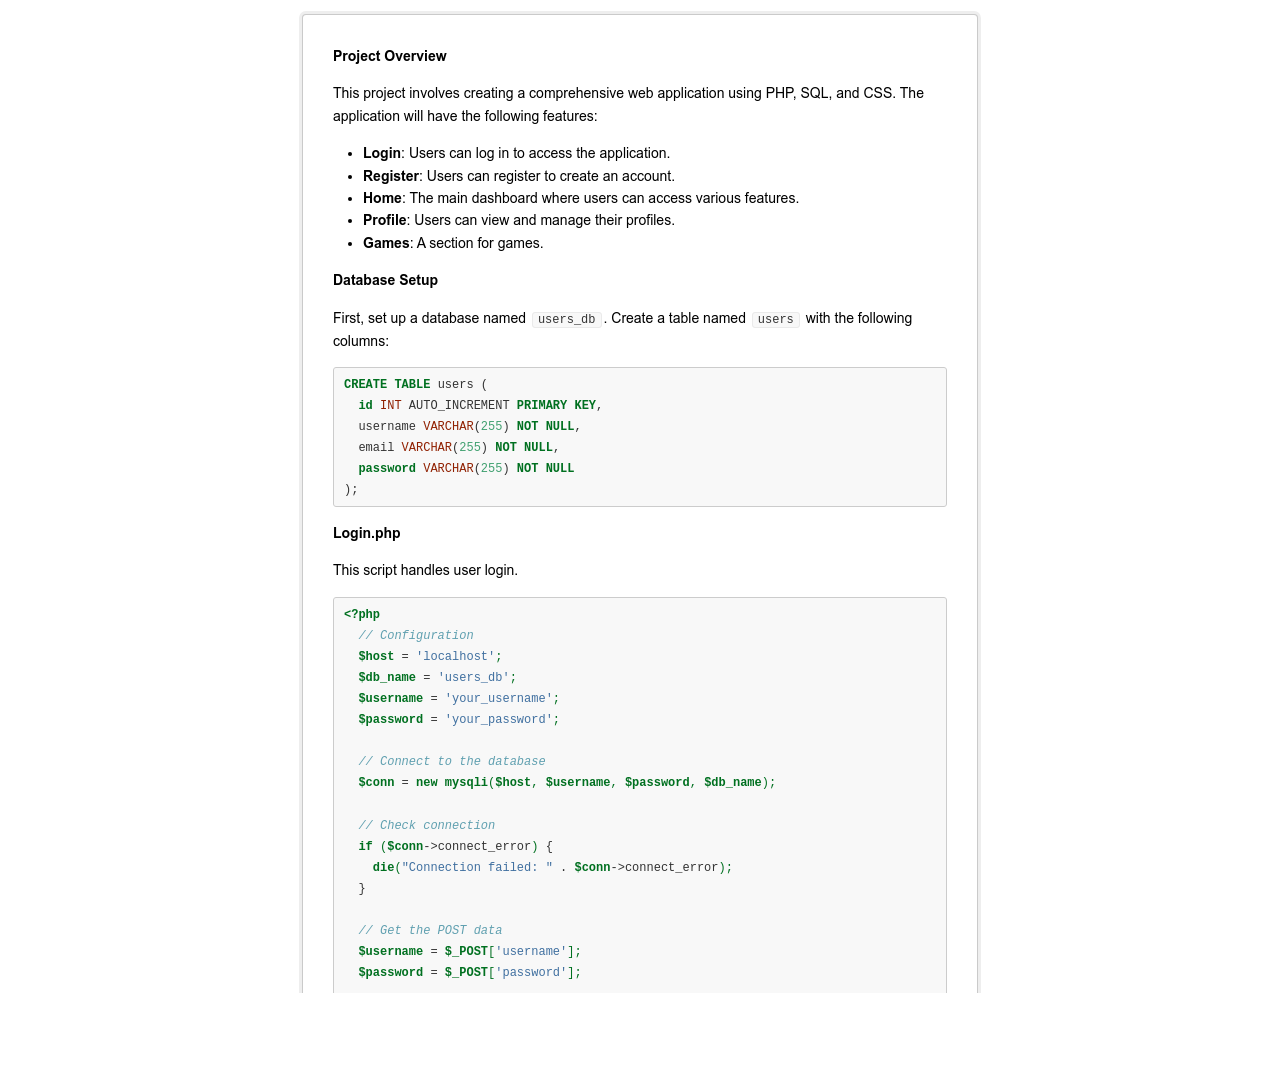 Project Overview
This project involves creating a comprehensive web application using PHP, SQL, and CSS. The
application will have the following features:
• Login: Users can log in to access the application.
• Register: Users can register to create an account.
• Home: The main dashboard where users can access various features.
• Profile: Users can view and manage their profiles.
• Games: A section for games.
Database Setup
First, set up a database named users_db. Create a table named users with the following
columns:
CREATE TABLE users (
  id INT AUTO_INCREMENT PRIMARY KEY,
  username VARCHAR(255) NOT NULL,
  email VARCHAR(255) NOT NULL,
  password VARCHAR(255) NOT NULL
);
Login.php
This script handles user login.
<?php
  // Configuration
  $host = 'localhost';
  $db_name = 'users_db';
  $username = 'your_username';
  $password = 'your_password';
  // Connect to the database
  $conn = new mysqli($host, $username, $password, $db_name);
  // Check connection
  if ($conn->connect_error) {
    die("Connection failed: " . $conn->connect_error);
  }
  // Get the POST data
  $username = $_POST['username'];
  $password = $_POST['password'];